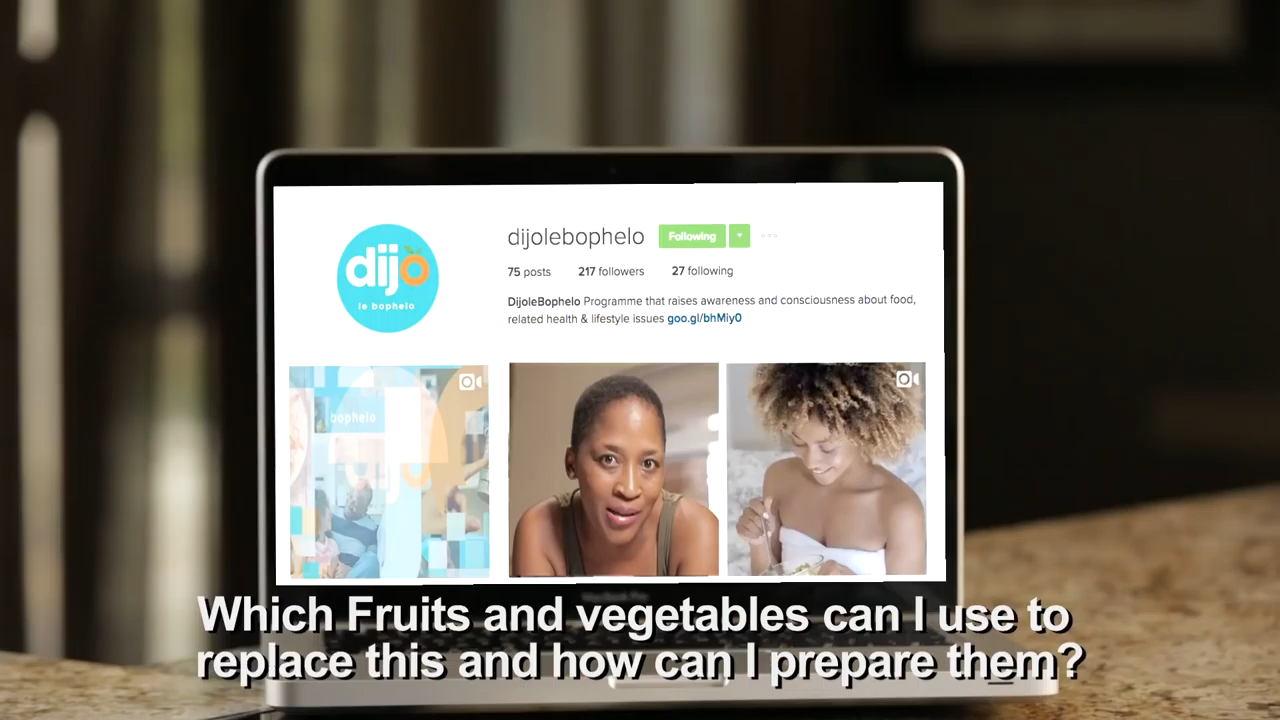 dijo
le bophelo
dijolebophelo Following
75 posts 217 followers 27 following
DijoleBophelo Programme that raises awareness and consciousness about food,
related health & lifestyle issues goo.gl/bhMiy0
bophelo
dijo
Which Fruits and vegetables can I use to
replace this and how can I prepare them?